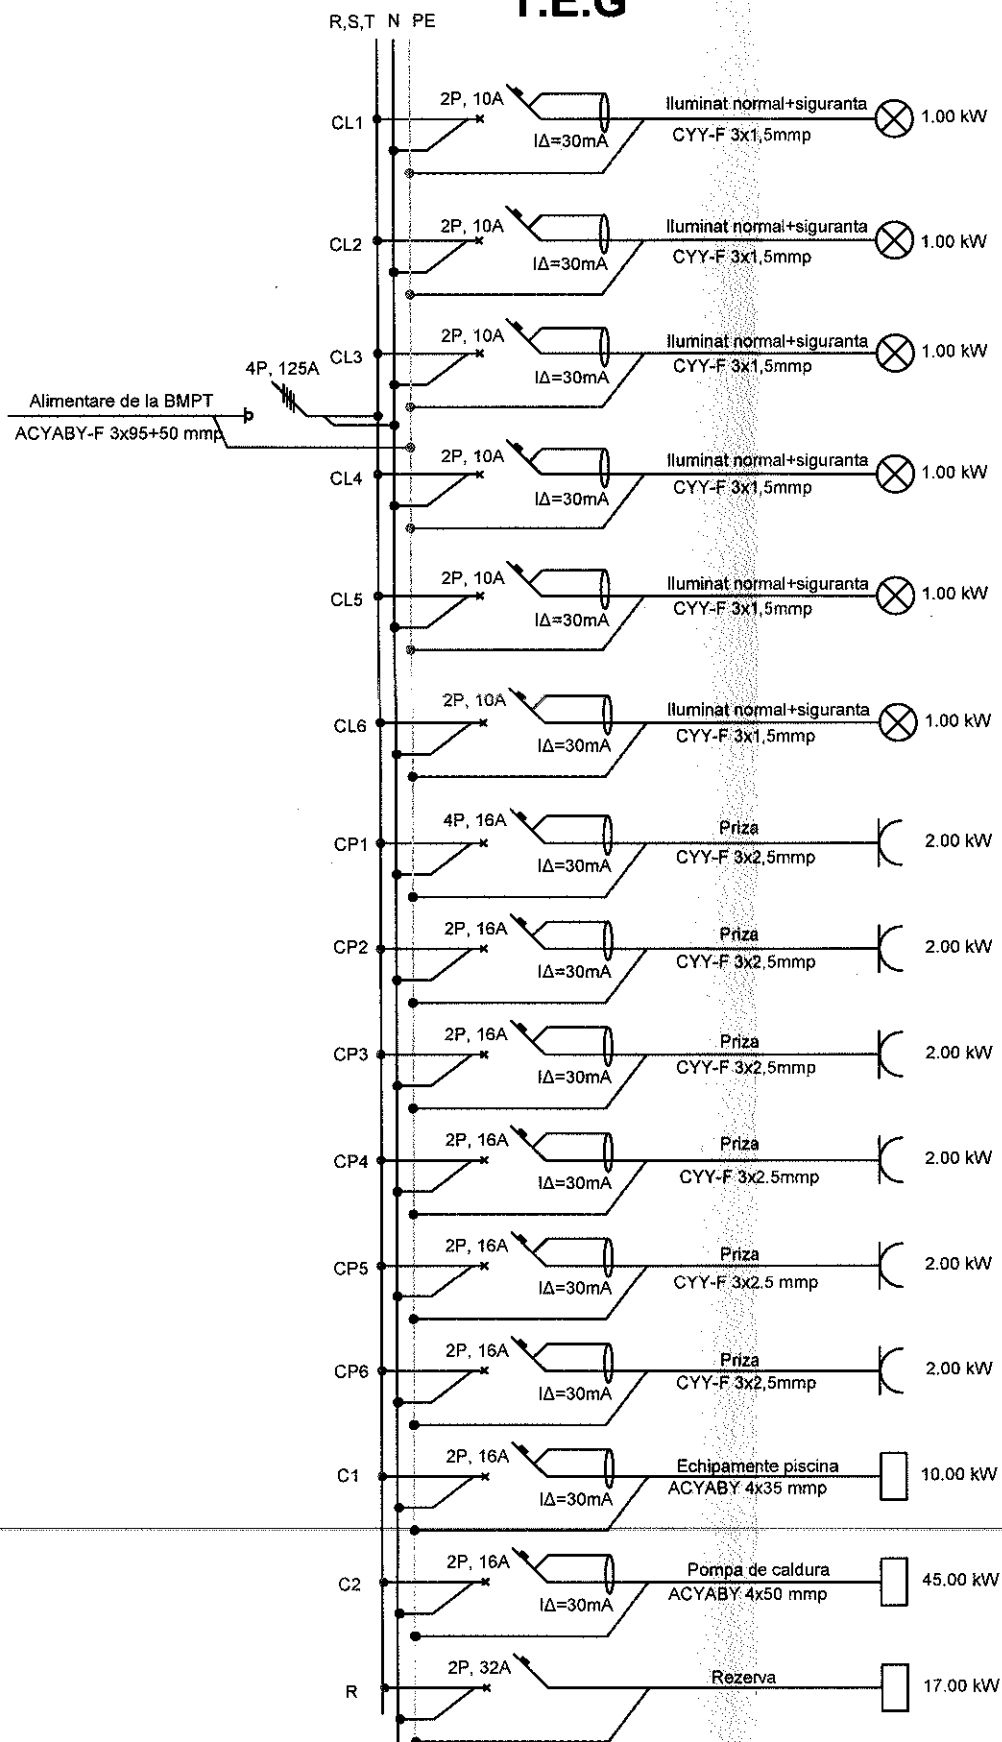 T.E.G
R,S,T N PE
CL1 2P, 10A IΔ=30mA Iluminat normal+siguranta CYY-F 3x1,5mmp 1.00 kW
CL2 2P, 10A IΔ=30mA Iluminat normal+siguranta CYY-F 3x1,5mmp 1.00 kW
CL3 2P, 10A IΔ=30mA Iluminat normal+siguranta CYY-F 3x1,5mmp 1.00 kW
4P, 125A
Alimentare de la BMPT
ACYABY-F 3x95+50 mmp
CL4 2P, 10A IΔ=30mA Iluminat normal+siguranta CYY-F 3x1,5mmp 1.00 kW
CL5 2P, 10A IΔ=30mA Iluminat normal+siguranta CYY-F 3x1,5mmp 1.00 kW
CL6 2P, 10A IΔ=30mA Iluminat normal+siguranta CYY-F 3x1,5mmp 1.00 kW
CP1 4P, 16A IΔ=30mA Priza CYY-F 3x2,5mmp 2.00 kW
CP2 2P, 16A IΔ=30mA Priza CYY-F 3x2,5mmp 2.00 kW
CP3 2P, 16A IΔ=30mA Priza CYY-F 3x2,5mmp 2.00 kW
CP4 2P, 16A IΔ=30mA Priza CYY-F 3x2.5mmp 2.00 kW
CP5 2P, 16A IΔ=30mA Priza CYY-F 3x2.5 mmp 2.00 kW
CP6 2P, 16A IΔ=30mA Priza CYY-F 3x2,5mmp 2.00 kW
C1 2P, 16A IΔ=30mA Echipamente piscina ACYABY 4x35 mmp 10.00 kW
C2 2P, 16A IΔ=30mA Pompa de caldura ACYABY 4x50 mmp 45.00 kW
R 2P, 32A Rezerva 17.00 kW